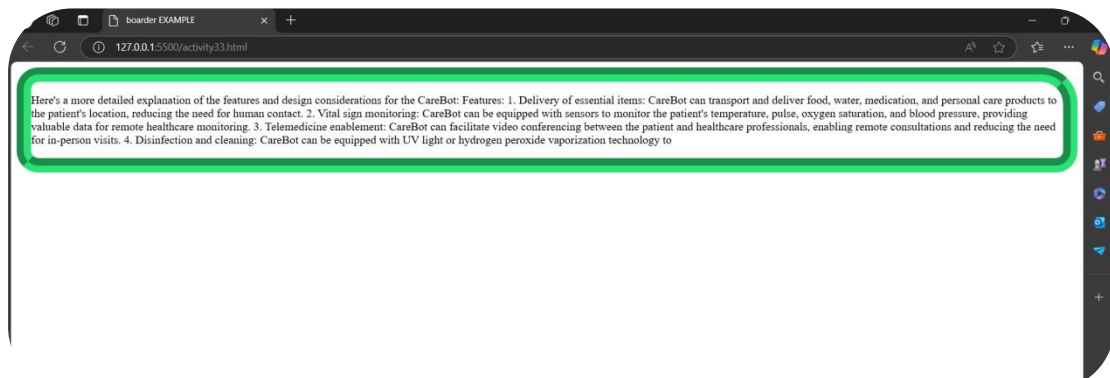 boarder EXAMPLE
127.0.0.1:5500/activity33.html
Here's a more detailed explanation of the features and design considerations for the CareBot: Features: 1. Delivery of essential items: CareBot can transport and deliver food, water, medication, and personal care products to
the patient's location, reducing the need for human contact. 2. Vital sign monitoring: CareBot can be equipped with sensors to monitor the patient's temperature, pulse, oxygen saturation, and blood pressure, providing
valuable data for remote healthcare monitoring. 3. Telemedicine enablement: CareBot can facilitate video conferencing between the patient and healthcare professionals, enabling remote consultations and reducing the need
for in-person visits. 4. Disinfection and cleaning: CareBot can be equipped with UV light or hydrogen peroxide vaporization technology to